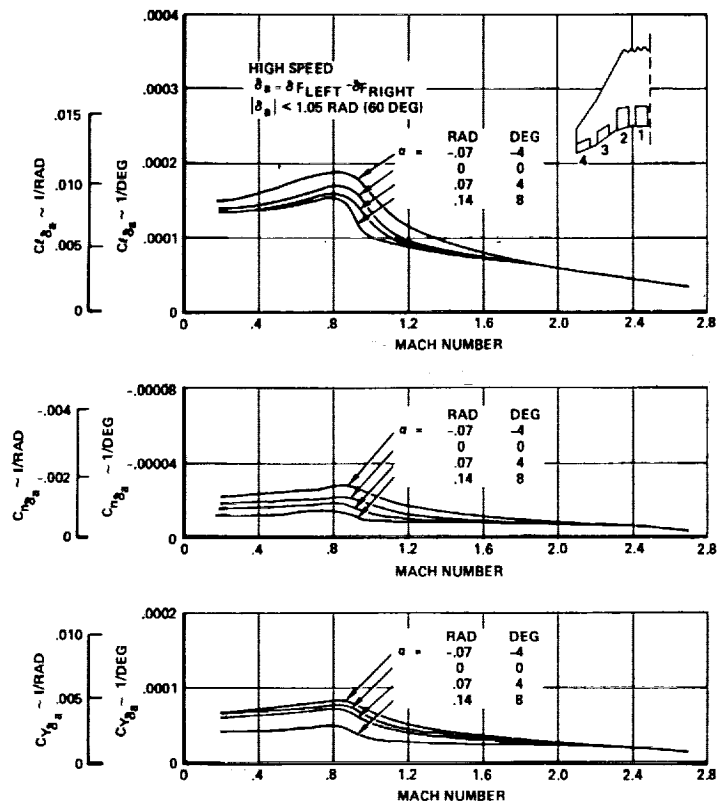 .0004
.0003
.0002
.0001
0
.015
.010
.005
0
Cℓδa ~ 1/RAD
Cℓδa ~ 1/DEG
HIGH SPEED
δa = δF LEFT - δF RIGHT
|δa| < 1.05 RAD (60 DEG)
4 3 2 1
RAD DEG
α = -.07 -4
0 0
.07 4
.14 8
0 .4 .8 1.2 1.6 2.0 2.4 2.8
MACH NUMBER
-.00008
-.00004
0
-.004
-.002
0
Cnδa ~ 1/RAD
Cnδa ~ 1/DEG
RAD DEG
α = -.07 -4
0 0
.07 4
.14 8
0 .4 .8 1.2 1.6 2.0 2.4 2.8
MACH NUMBER
.0002
.0001
0
.010
.005
0
CYδa ~ 1/RAD
CYδa ~ 1/DEG
RAD DEG
α = -.07 -4
0 0
.07 4
.14 8
0 .4 .8 1.2 1.6 2.0 2.4 2.8
MACH NUMBER